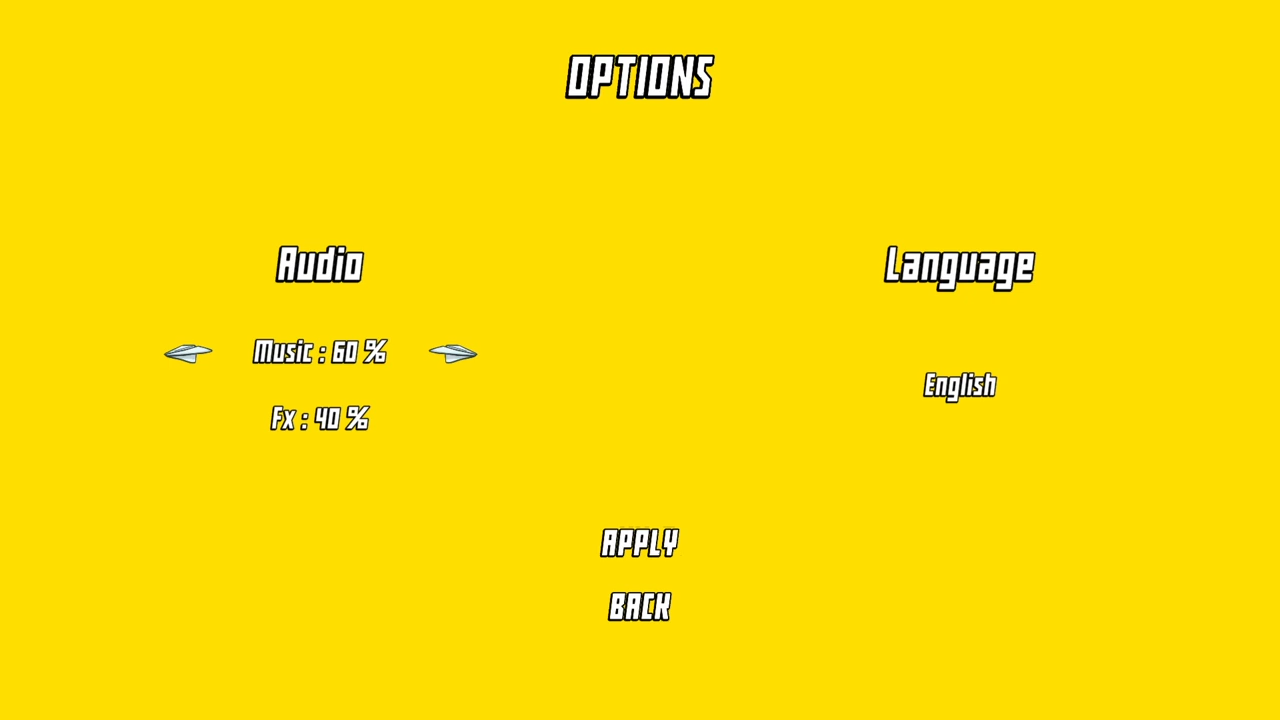 OPTIONS
Audio
Music : 60 %
Fx : 40 %
Language
English
APPLY
BACK